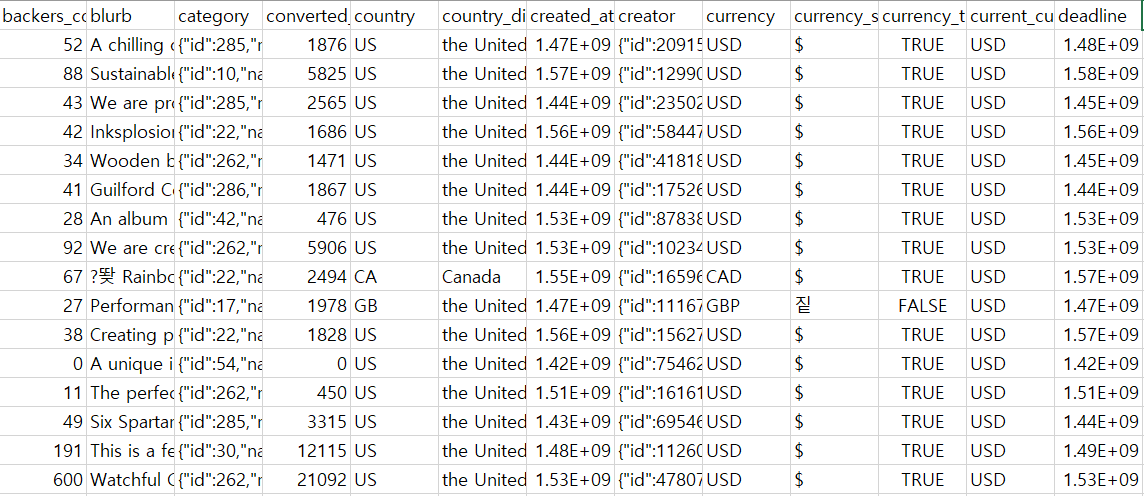 backers_cc blurb category converted_ country country_di created_at creator currency currency_s currency_t current_cu deadline
52 A chilling c {"id":285,"n 1876 US the United 1.47E+09 {"id":20915 USD $ TRUE USD 1.48E+09
88 Sustainable {"id":10,"na 5825 US the United 1.57E+09 {"id":12990 USD $ TRUE USD 1.58E+09
43 We are pro {"id":285,"n 2565 US the United 1.44E+09 {"id":23502 USD $ TRUE USD 1.45E+09
42 Inksplosion {"id":22,"na 1686 US the United 1.56E+09 {"id":58447 USD $ TRUE USD 1.56E+09
34 Wooden b {"id":262,"n 1471 US the United 1.44E+09 {"id":41818 USD $ TRUE USD 1.45E+09
41 Guilford Co {"id":286,"n 1867 US the United 1.44E+09 {"id":17526 USD $ TRUE USD 1.44E+09
28 An album {"id":42,"na 476 US the United 1.53E+09 {"id":87838 USD $ TRUE USD 1.53E+09
92 We are cre {"id":262,"n 5906 US the United 1.53E+09 {"id":10234 USD $ TRUE USD 1.53E+09
67 ?뙂 Rainbo {"id":22,"na 2494 CA Canada 1.55E+09 {"id":16596 CAD $ TRUE USD 1.57E+09
27 Performan {"id":17,"na 1978 GB the United 1.47E+09 {"id":11167 GBP 짙 FALSE USD 1.47E+09
38 Creating p {"id":22,"na 1828 US the United 1.56E+09 {"id":15627 USD $ TRUE USD 1.57E+09
0 A unique i {"id":54,"na 0 US the United 1.42E+09 {"id":75462 USD $ TRUE USD 1.42E+09
11 The perfec {"id":262,"n 450 US the United 1.51E+09 {"id":16161 USD $ TRUE USD 1.51E+09
49 Six Spartan {"id":285,"n 3315 US the United 1.43E+09 {"id":69546 USD $ TRUE USD 1.44E+09
191 This is a fe {"id":30,"na 12115 US the United 1.48E+09 {"id":11260 USD $ TRUE USD 1.49E+09
600 Watchful C {"id":262,"n 21092 US the United 1.53E+09 {"id":47807 USD $ TRUE USD 1.53E+09